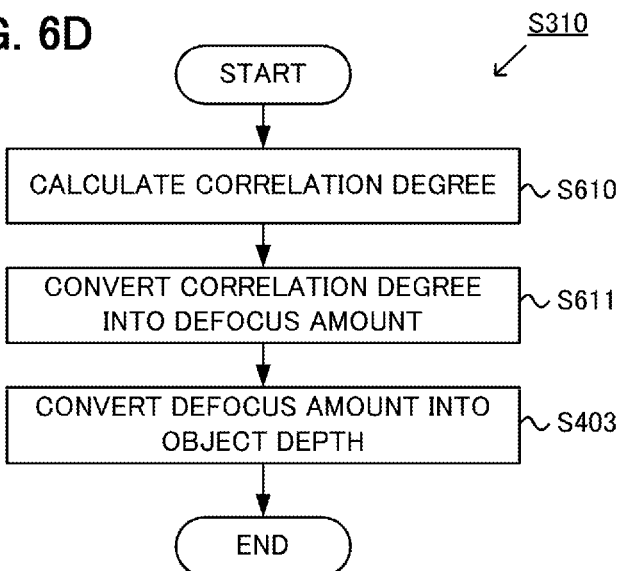 G. 6D
S310
START
CALCULATE CORRELATION DEGREE
S610
CONVERT CORRELATION DEGREE
INTO DEFOCUS AMOUNT
S611
CONVERT DEFOCUS AMOUNT INTO
OBJECT DEPTH
S403
END